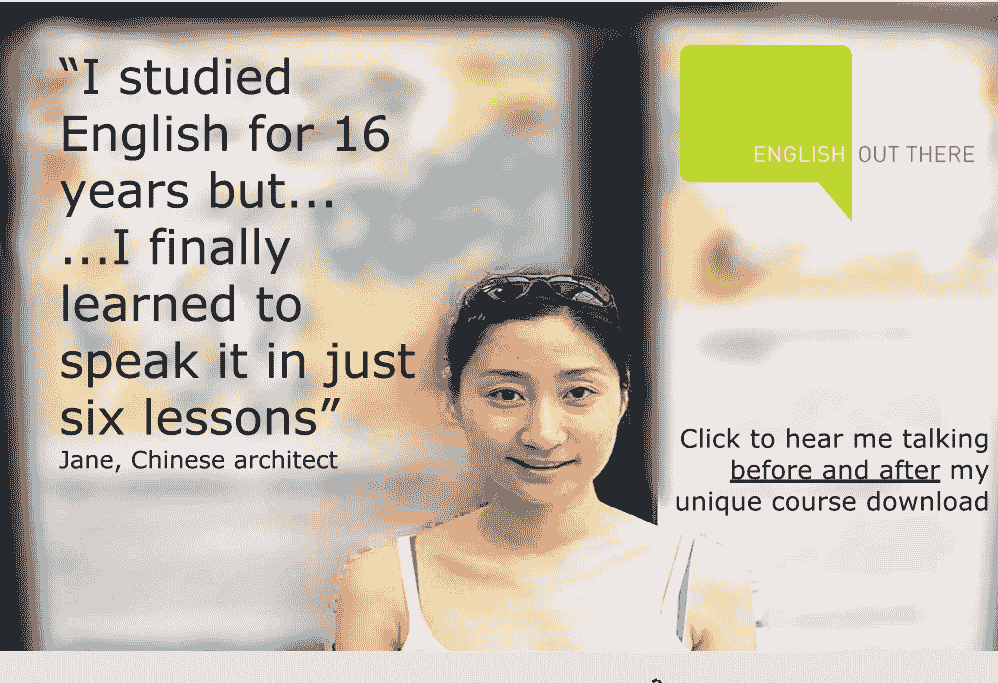 “I studied
English for 16
years but...
...I finally
learned to
speak it in just
six lessons”
Jane, Chinese architect
ENGLISH OUT THERE
Click to hear me talking
before and after my
unique course download